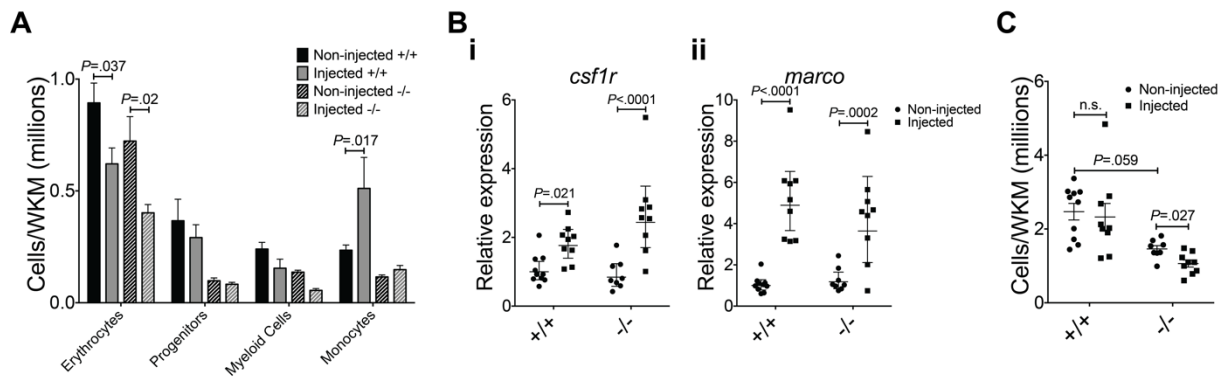 A
Cells/WKM (millions)
1.0
0.5
0.0
P=.037
P=.02
P=.017
Non-injected +/+
Injected +/+
Non-injected -/-
Injected -/-
Erythrocytes
Progenitors
Myeloid Cells
Monocytes
B
i
csf1r
Relative expression
6
4
2
0
P=.021
P<.0001
+/+
-/-
ii
marco
Relative expression
10
8
6
4
2
0
P<.0001
P=.0002
Non-injected
Injected
+/+
-/-
C
Cells/WKM (milliions)
6
4
2
0
n.s.
P=.059
P=.027
Non-injected
Injected
+/+
-/-